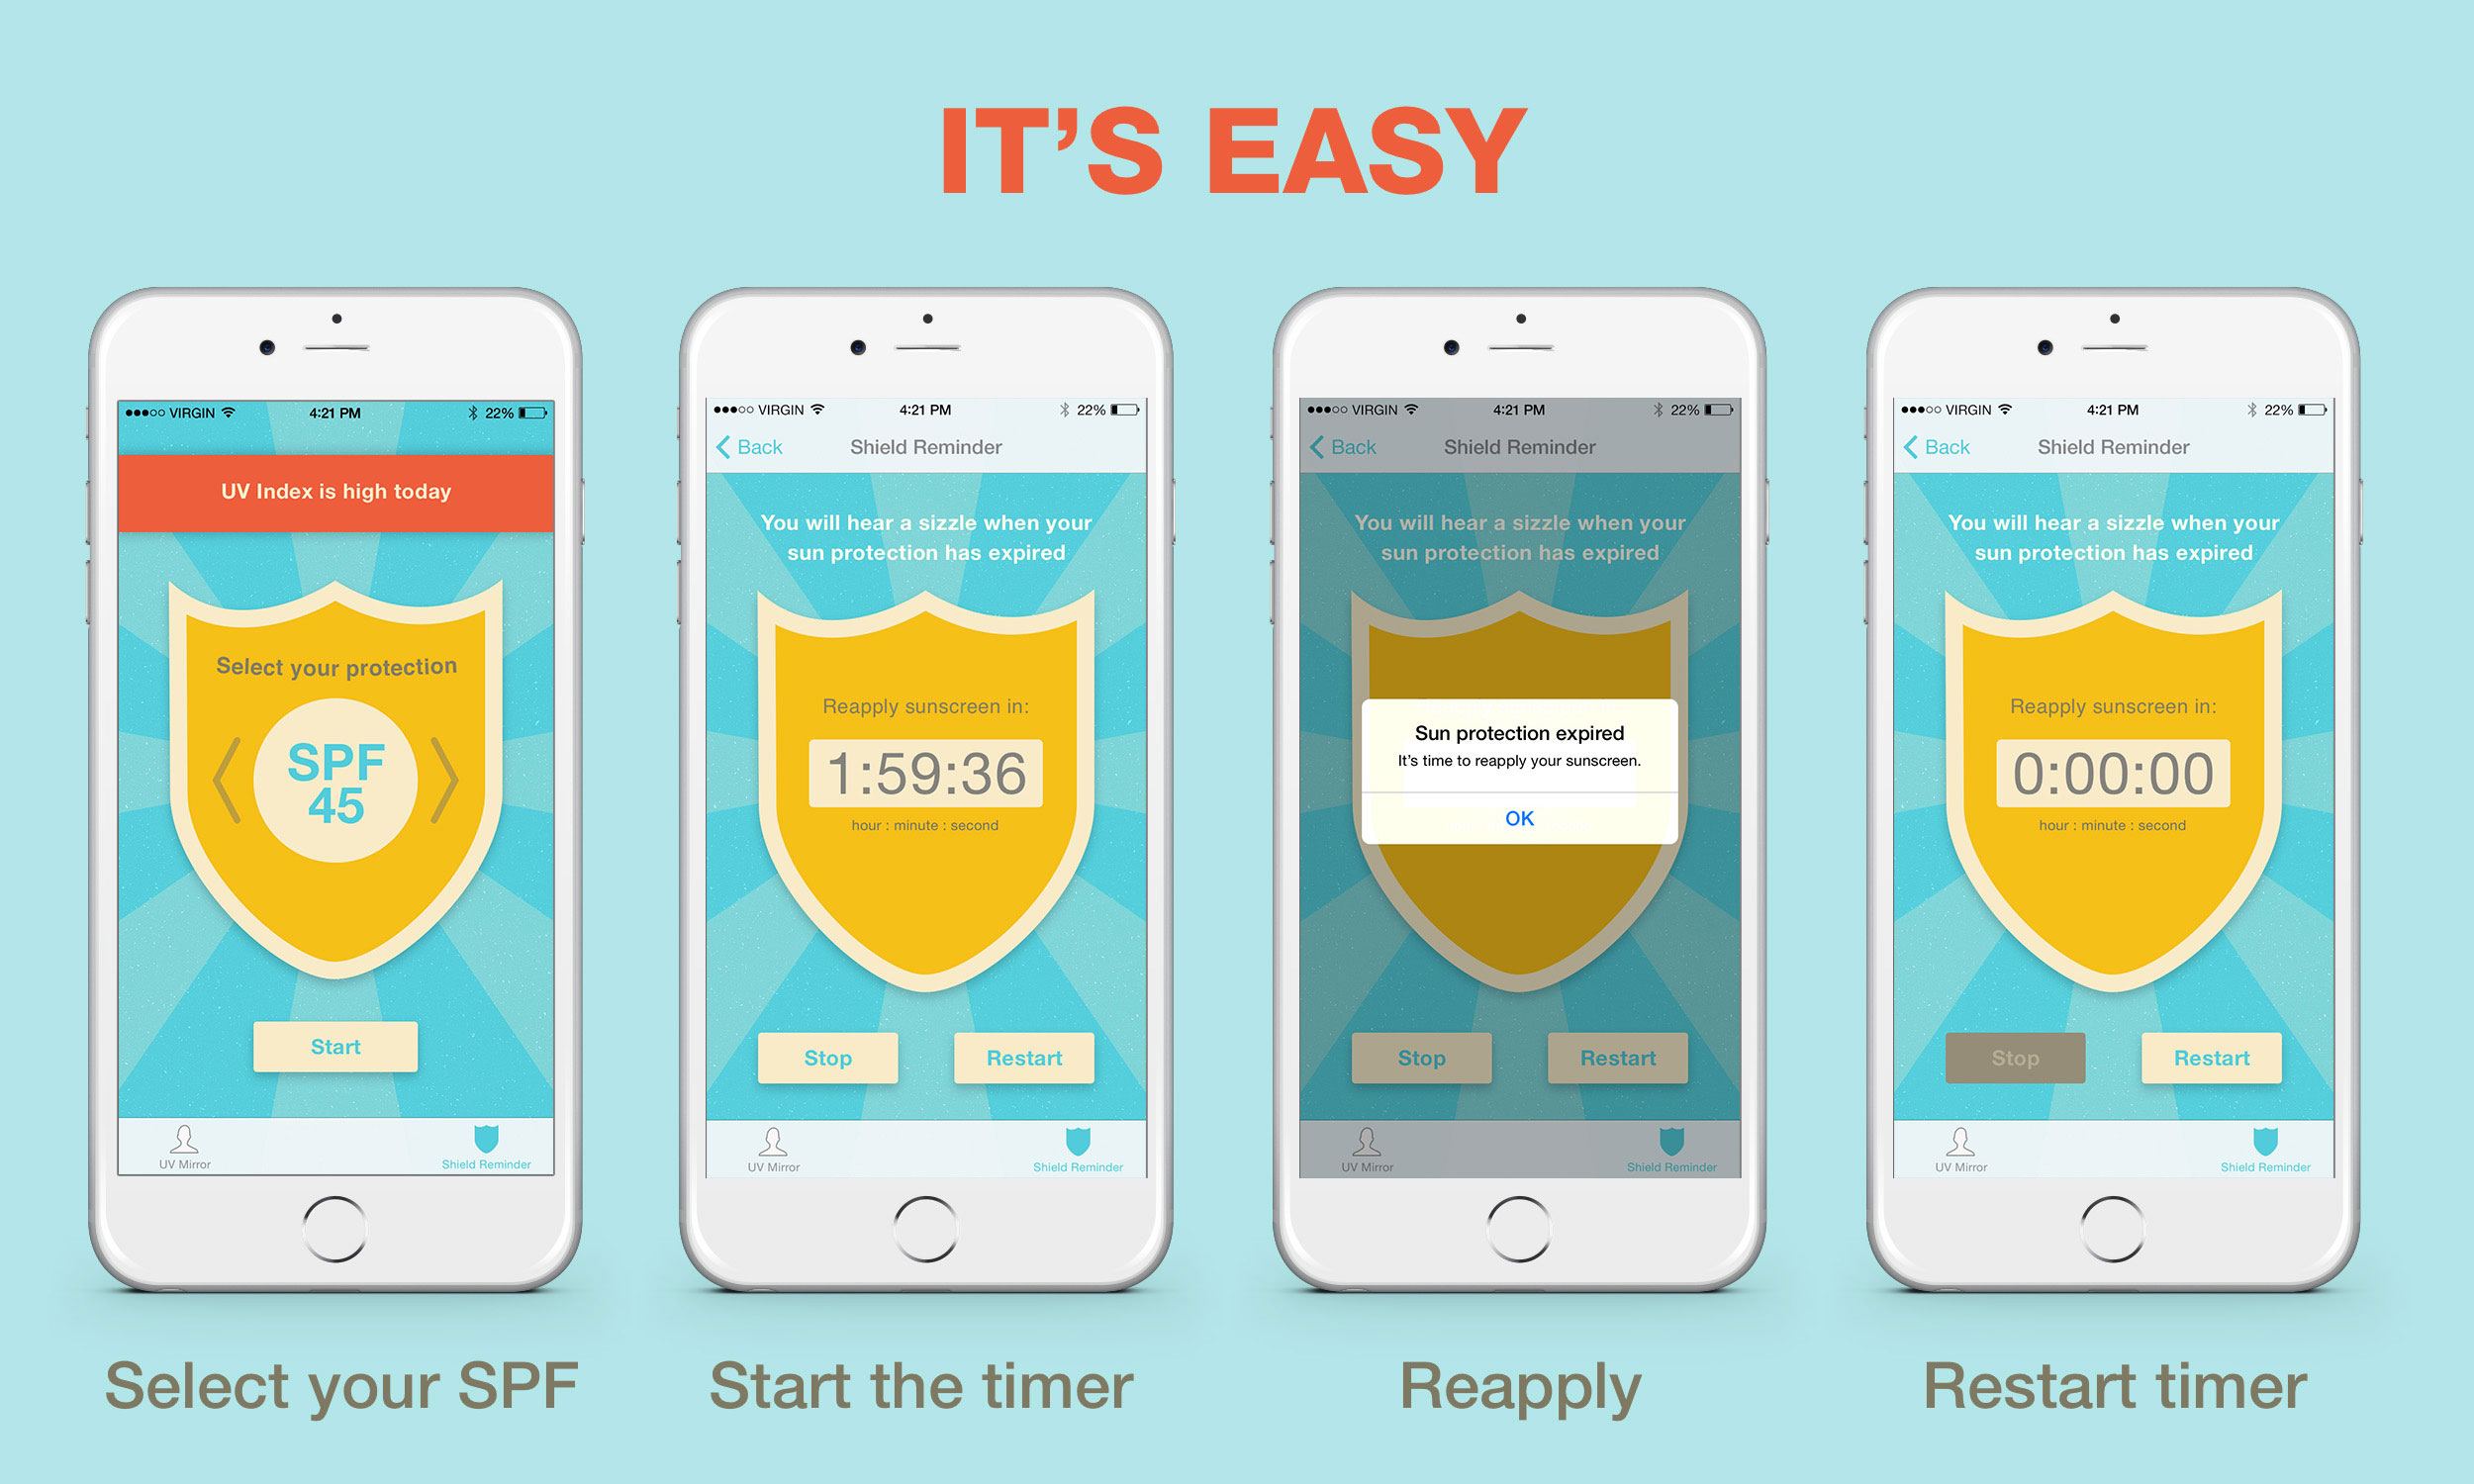 IT'S EASY
VIRGIN 4:21 PM 22%
UV Index is high today
Select your protection
SPF
45
Start
UV Mirror Shield Reminder
Select your SPF
VIRGIN 4:21 PM 22%
Back Shield Reminder
You will hear a sizzle when your
sun protection has expired
Reapply sunscreen in:
1:59:36
hour : minute : second
Stop Restart
UV Mirror Shield Reminder
Start the timer
VIRGIN 4:21 PM 22%
Back Shield Reminder
You will hear a sizzle when your
sun protection has expired
Sun protection expired
It's time to reapply your sunscreen.
OK
Stop Restart
UV Mirror Shield Reminder
Reapply
VIRGIN 4:21 PM 22%
Back Shield Reminder
You will hear a sizzle when your
sun protection has expired
Reapply sunscreen in:
0:00:00
hour : minute : second
Stop Restart
UV Mirror Shield Reminder
Restart timer